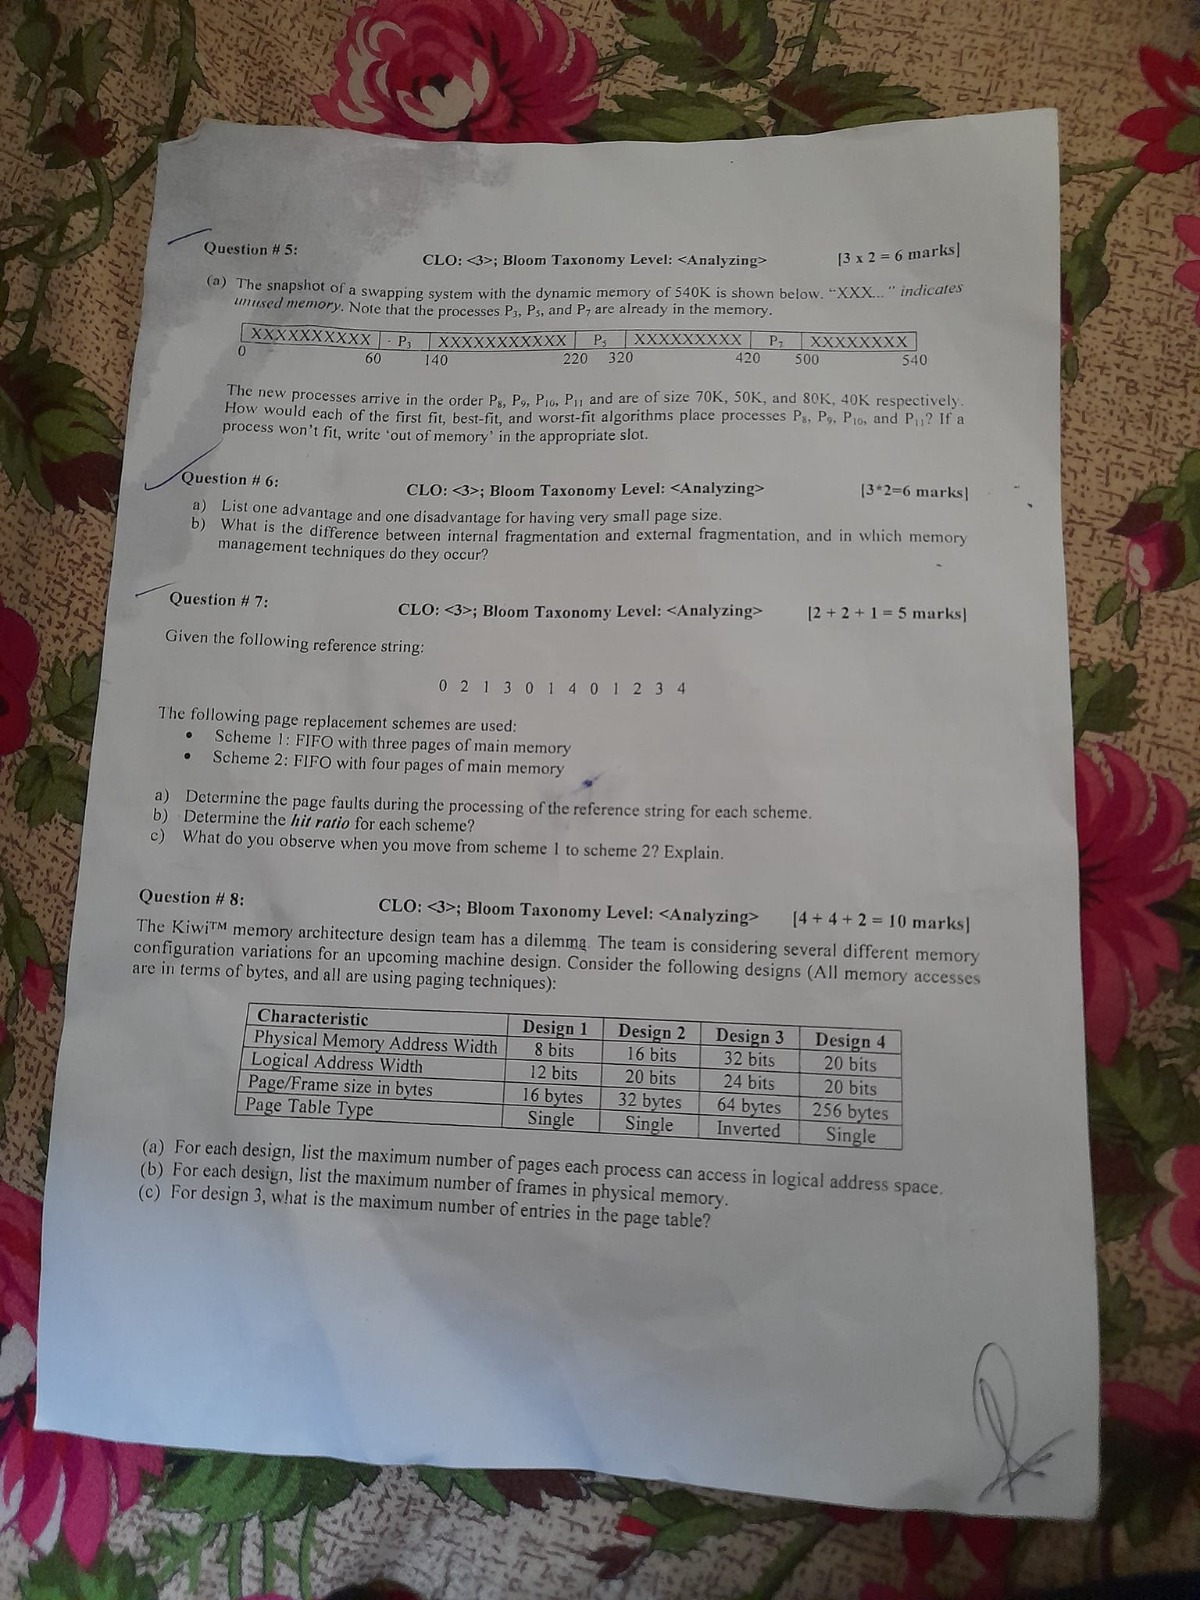 Question # 5:
CLO: <3>; Bloom Taxonomy Level: <Analyzing>
[3 x 2 = 6 marks]
(a) The snapshot of a swapping system with the dynamic memory of 540K is shown below. “XXX...” indicates
unused memory. Note that the processes P3, P5, and P7 are already in the memory.
XXXXXXXXXX P3 XXXXXXXXXXX P5 XXXXXXXXX P7 XXXXXXXX
0 60 140 220 320 420 500 540
The new processes arrive in the order P8, P9, P10, P11 and are of size 70K, 50K, and 80K, 40K respectively.
How would each of the first fit, best-fit, and worst-fit algorithms place processes P8, P9, P10, and P11? If a
process won’t fit, write ‘out of memory’ in the appropriate slot.
Question # 6:
CLO: <3>; Bloom Taxonomy Level: <Analyzing>
[3*2=6 marks]
a) List one advantage and one disadvantage for having very small page size.
b) What is the difference between internal fragmentation and external fragmentation, and in which memory
management techniques do they occur?
Question # 7:
CLO: <3>; Bloom Taxonomy Level: <Analyzing>
[2 + 2 + 1 = 5 marks]
Given the following reference string:
0 2 1 3 0 1 4 0 1 2 3 4
The following page replacement schemes are used:
• Scheme 1: FIFO with three pages of main memory
• Scheme 2: FIFO with four pages of main memory
a) Determine the page faults during the processing of the reference string for each scheme.
b) Determine the hit ratio for each scheme?
c) What do you observe when you move from scheme 1 to scheme 2? Explain.
Question # 8:
CLO: <3>; Bloom Taxonomy Level: <Analyzing>
[4 + 4 + 2 = 10 marks]
The Kiwi™ memory architecture design team has a dilemma. The team is considering several different memory
configuration variations for an upcoming machine design. Consider the following designs (All memory accesses
are in terms of bytes, and all are using paging techniques):
Characteristic Design 1 Design 2 Design 3 Design 4
Physical Memory Address Width 8 bits 16 bits 32 bits 20 bits
Logical Address Width 12 bits 20 bits 24 bits 20 bits
Page/Frame size in bytes 16 bytes 32 bytes 64 bytes 256 bytes
Page Table Type Single Single Inverted Single
(a) For each design, list the maximum number of pages each process can access in logical address space.
(b) For each design, list the maximum number of frames in physical memory.
(c) For design 3, what is the maximum number of entries in the page table?